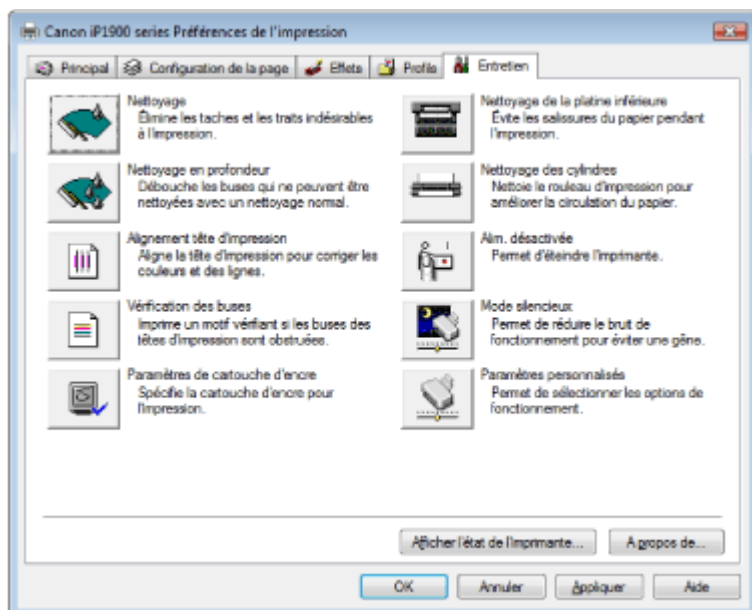 Canon iP1900 series Préférences de l'impression
Principal
Configuration de la page
Effets
Profils
Entretien
Nettoyage
Élimine les taches et les traits indésirables
à l'impression.
Nettoyage en profondeur
Débouche les buses qui ne peuvent être
nettoyées avec un nettoyage normal.
Alignement tête d'impression
Aligne la tête d'impression pour corriger les
couleurs et des lignes.
Vérification des buses
Imprime un motif vérifiant si les buses des
têtes d'impression sont obstruées.
Paramètres de cartouche d'encre
Spécifie la cartouche d'encre pour
l'impression.
Nettoyage de la platine inférieure
Évite les salissures du papier pendant
l'impression.
Nettoyage des cylindres
Nettoie le rouleau d'impression pour
améliorer la circulation du papier.
Alim. désactivée
Permet d'éteindre l'imprimante.
Mode silencieux
Permet de réduire le bruit de
fonctionnement pour éviter une gêne.
Paramètres personnalisés
Permet de sélectionner les options de
fonctionnement.
Afficher l'état de l'imprimante...
A propos de...
OK
Annuler
Appliquer
Aide